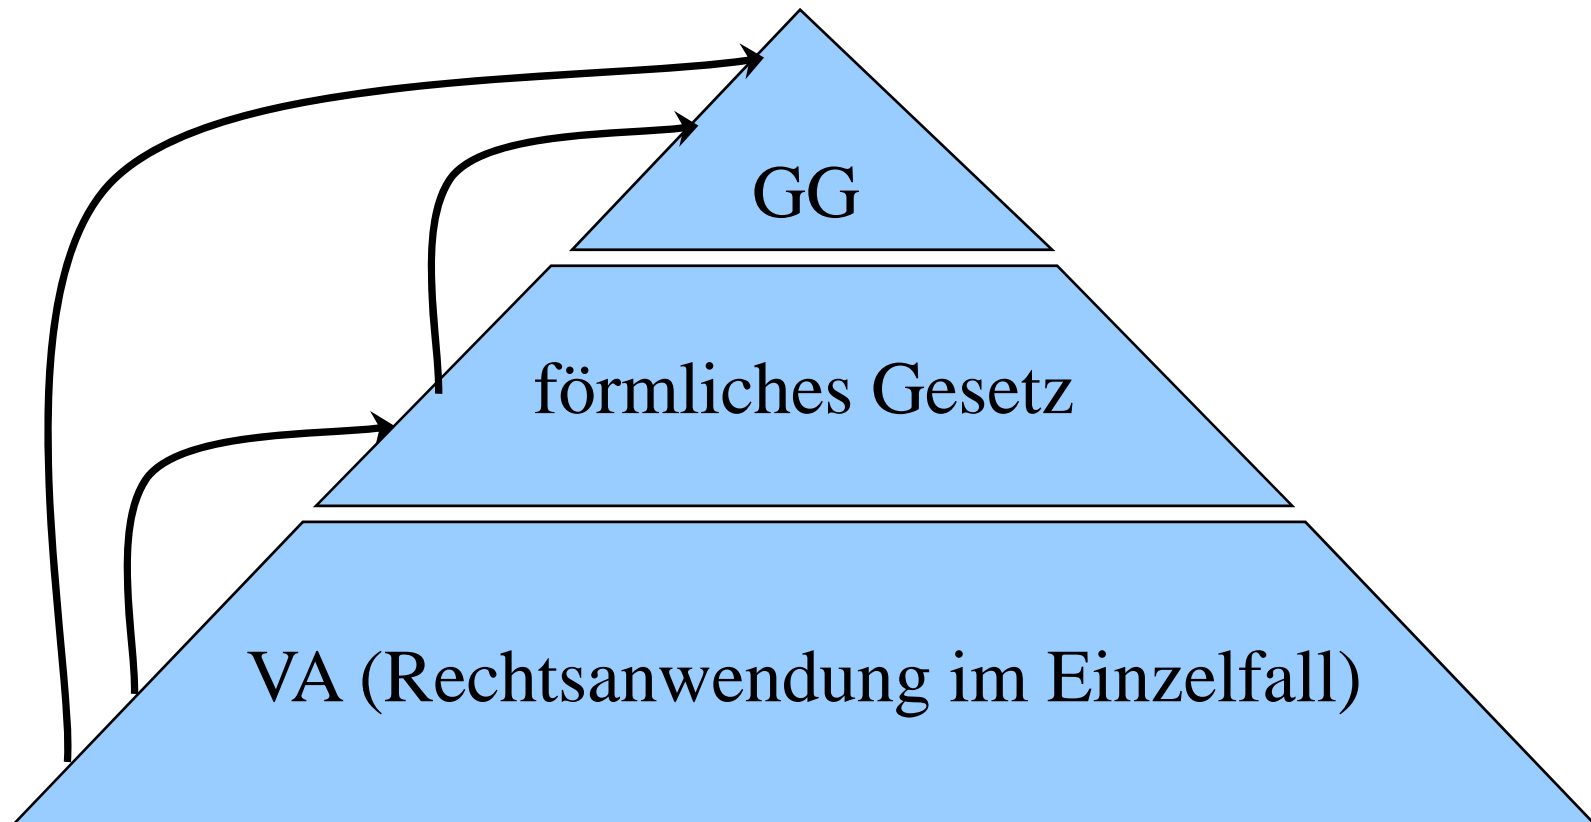 GG
förmliches Gesetz
VA (Rechtsanwendung im Einzelfall)